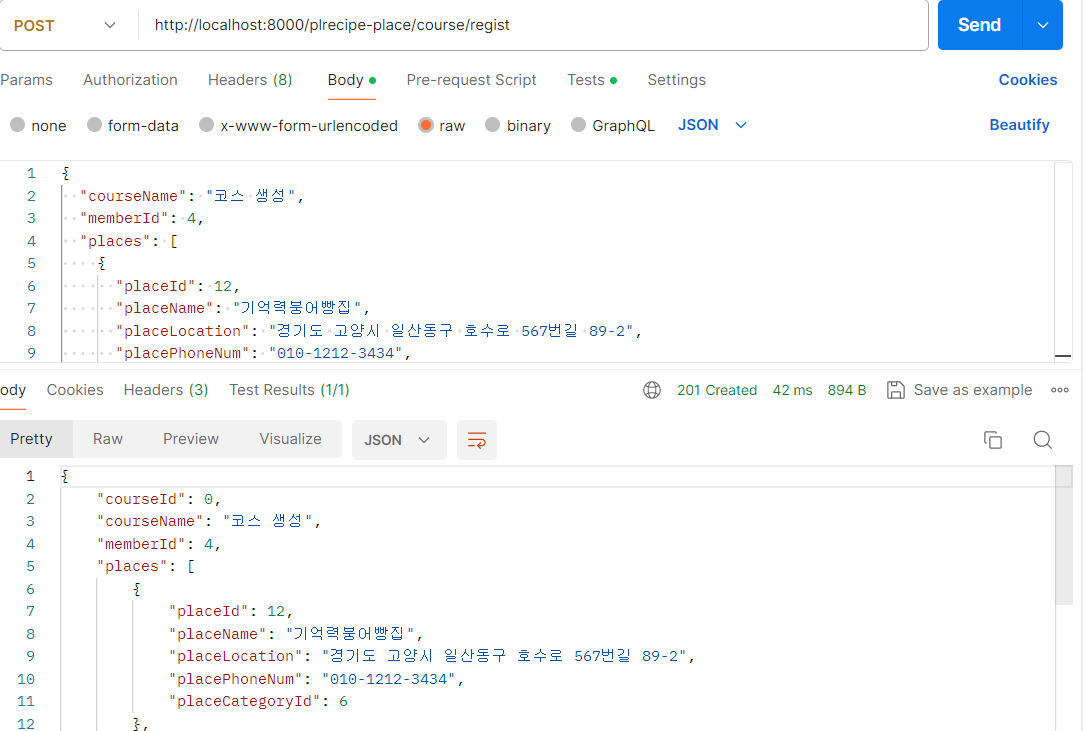 POST http://localhost:8000/plrecipe-place/course/regist Send
Params Authorization Headers (8) Body Pre-request Script Tests Settings Cookies
none form-data x-www-form-urlencoded raw binary GraphQL JSON Beautify
1 {
2 "courseName": "코스 생성",
3 "memberId": 4,
4 "places": [
5 {
6 "placeId": 12,
7 "placeName": "기억력붕어빵집",
8 "placeLocation": "경기도 고양시 일산동구 호수로 567번길 89-2",
9 "placePhoneNum": "010-1212-3434",
ody Cookies Headers (3) Test Results (1/1) 201 Created 42 ms 894 B Save as example
Pretty Raw Preview Visualize JSON
1 {
2 "courseId": 0,
3 "courseName": "코스 생성",
4 "memberId": 4,
5 "places": [
6 {
7 "placeId": 12,
8 "placeName": "기억력붕어빵집",
9 "placeLocation": "경기도 고양시 일산동구 호수로 567번길 89-2",
10 "placePhoneNum": "010-1212-3434",
11 "placeCategoryId": 6
12 },